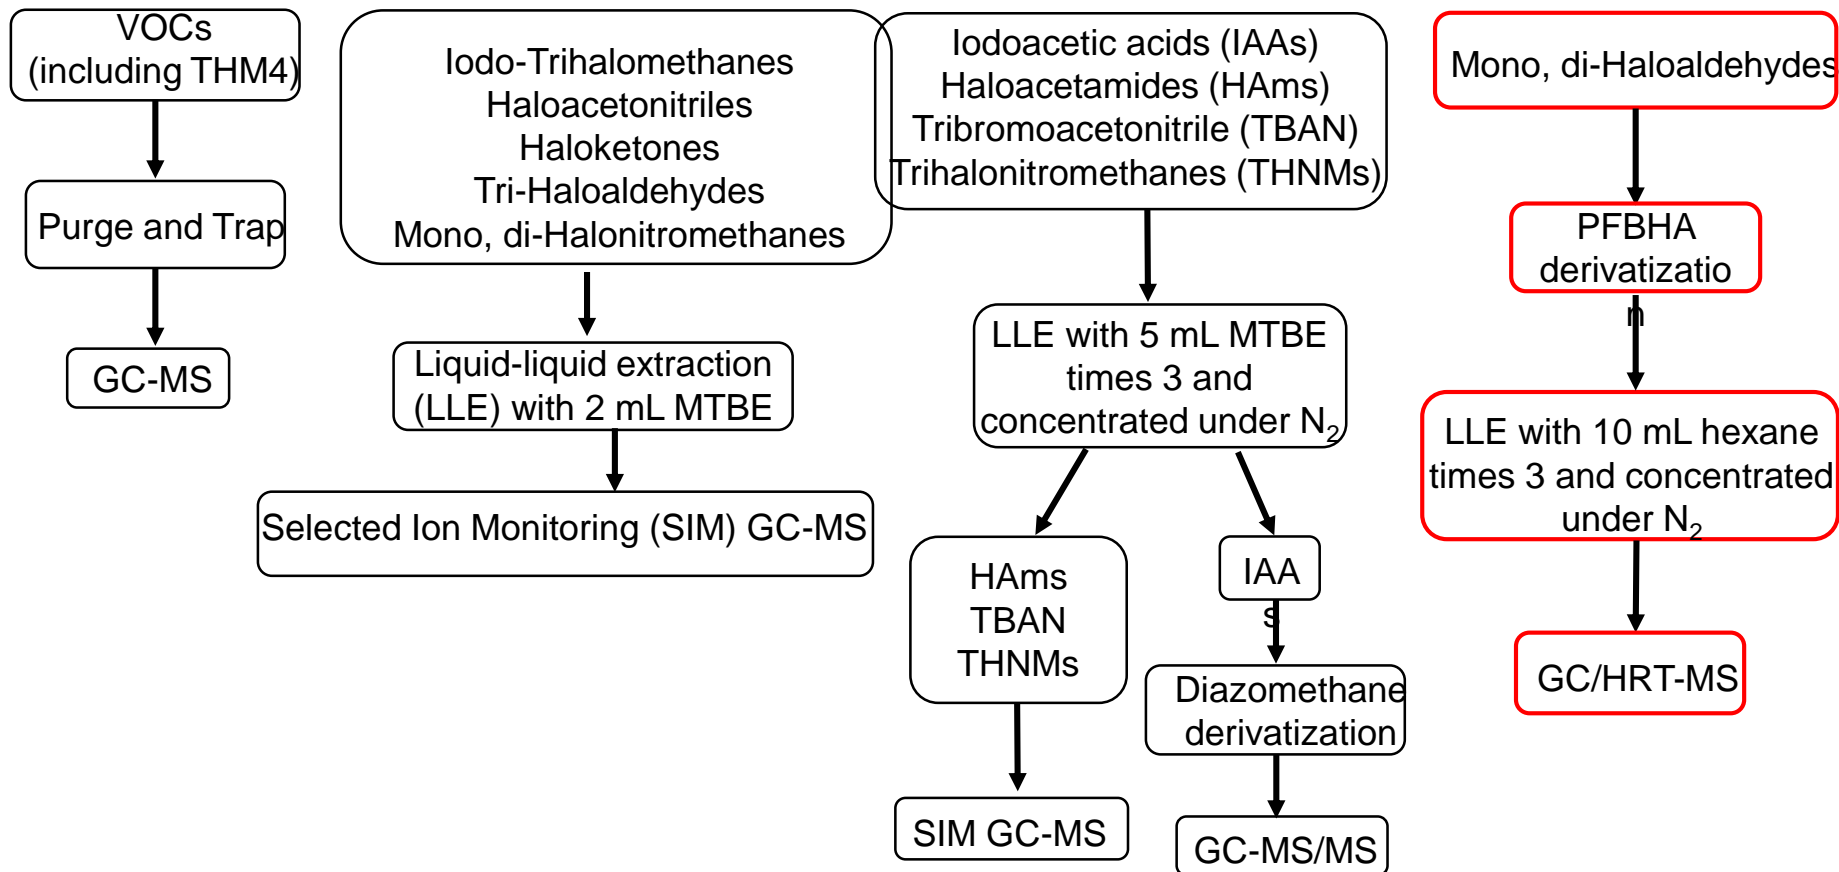 VOCs
(including THM4)
Purge and Trap
GC-MS
Iodo-Trihalomethanes
Haloacetonitriles
Haloketones
Tri-Haloaldehydes
Mono, di-Halonitromethanes
Liquid-liquid extraction
(LLE) with 2 mL MTBE
Selected Ion Monitoring (SIM) GC-MS
Iodoacetic acids (IAAs)
Haloacetamides (HAms)
Tribromoacetonitrile (TBAN)
Trihalonitromethanes (THNMs)
LLE with 5 mL MTBE
times 3 and
concentrated under N₂
HAms
TBAN
THNMs
SIM GC-MS
IAA
s
Diazomethane
derivatization
GC-MS/MS
Mono, di-Haloaldehydes
PFBHA
derivatizatio
n
LLE with 10 mL hexane
times 3 and concentrated
under N₂
GC/HRT-MS